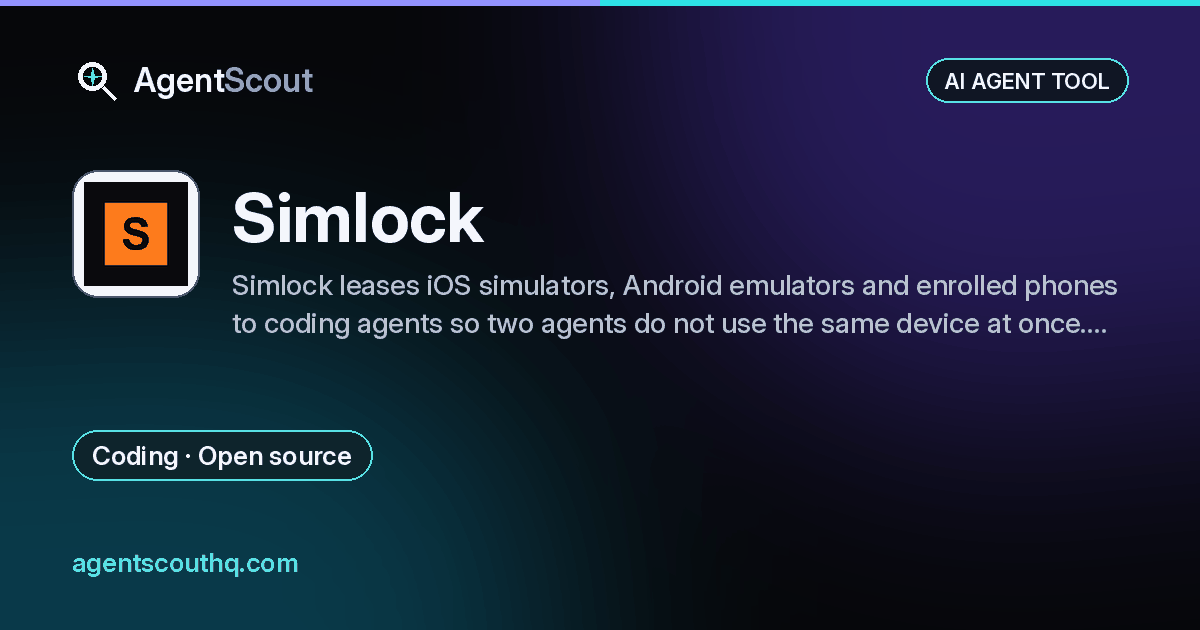 AgentScout
AI AGENT TOOL
S
Simlock
Simlock leases iOS simulators, Android emulators and enrolled phones
to coding agents so two agents do not use the same device at once....
Coding · Open source
agentscouthq.com